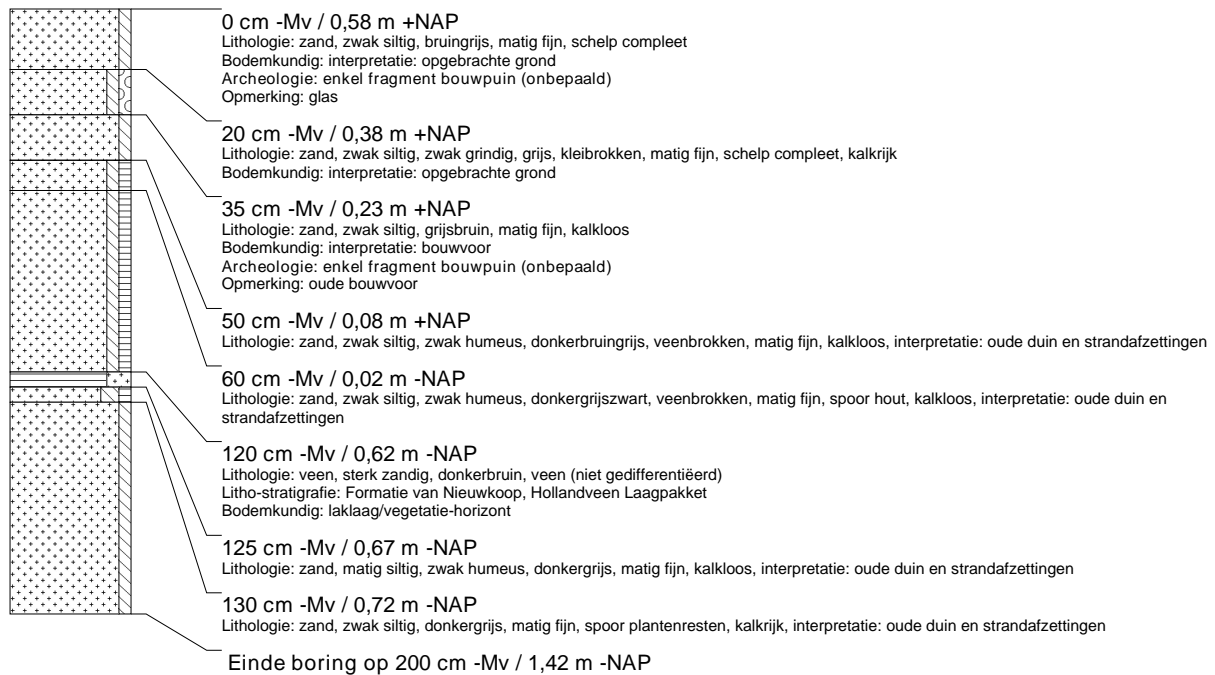 0 cm -Mv / 0,58 m +NAP
Lithologie: zand, zwak siltig, bruingrijs, matig fijn, schelp compleet
Bodemkundig: interpretatie: opgebrachte grond
Archeologie: enkel fragment bouwpuin (onbepaald)
Opmerking: glas
20 cm -Mv / 0,38 m +NAP
Lithologie: zand, zwak siltig, zwak grindig, grijs, kleibrokken, matig fijn, schelp compleet, kalkrijk
Bodemkundig: interpretatie: opgebrachte grond
35 cm -Mv / 0,23 m +NAP
Lithologie: zand, zwak siltig, grijsbruin, matig fijn, kalkloos
Bodemkundig: interpretatie: bouwvoor
Archeologie: enkel fragment bouwpuin (onbepaald)
Opmerking: oude bouwvoor
50 cm -Mv / 0,08 m +NAP
Lithologie: zand, zwak siltig, zwak humeus, donkerbruingrijs, veenbrokken, matig fijn, kalkloos, interpretatie: oude duin en strandafzettingen
60 cm -Mv / 0,02 m -NAP
Lithologie: zand, zwak siltig, zwak humeus, donkergrijszwart, veenbrokken, matig fijn, spoor hout, kalkloos, interpretatie: oude duin en
strandafzettingen
120 cm -Mv / 0,62 m -NAP
Lithologie: veen, sterk zandig, donkerbruin, veen (niet gedifferentiëerd)
Litho-stratigrafie: Formatie van Nieuwkoop, Hollandveen Laagpakket
Bodemkundig: laklaag/vegetatie-horizont
125 cm -Mv / 0,67 m -NAP
Lithologie: zand, matig siltig, zwak humeus, donkergrijs, matig fijn, kalkloos, interpretatie: oude duin en strandafzettingen
130 cm -Mv / 0,72 m -NAP
Lithologie: zand, zwak siltig, donkergrijs, matig fijn, spoor plantenresten, kalkrijk, interpretatie: oude duin en strandafzettingen
Einde boring op 200 cm -Mv / 1,42 m -NAP